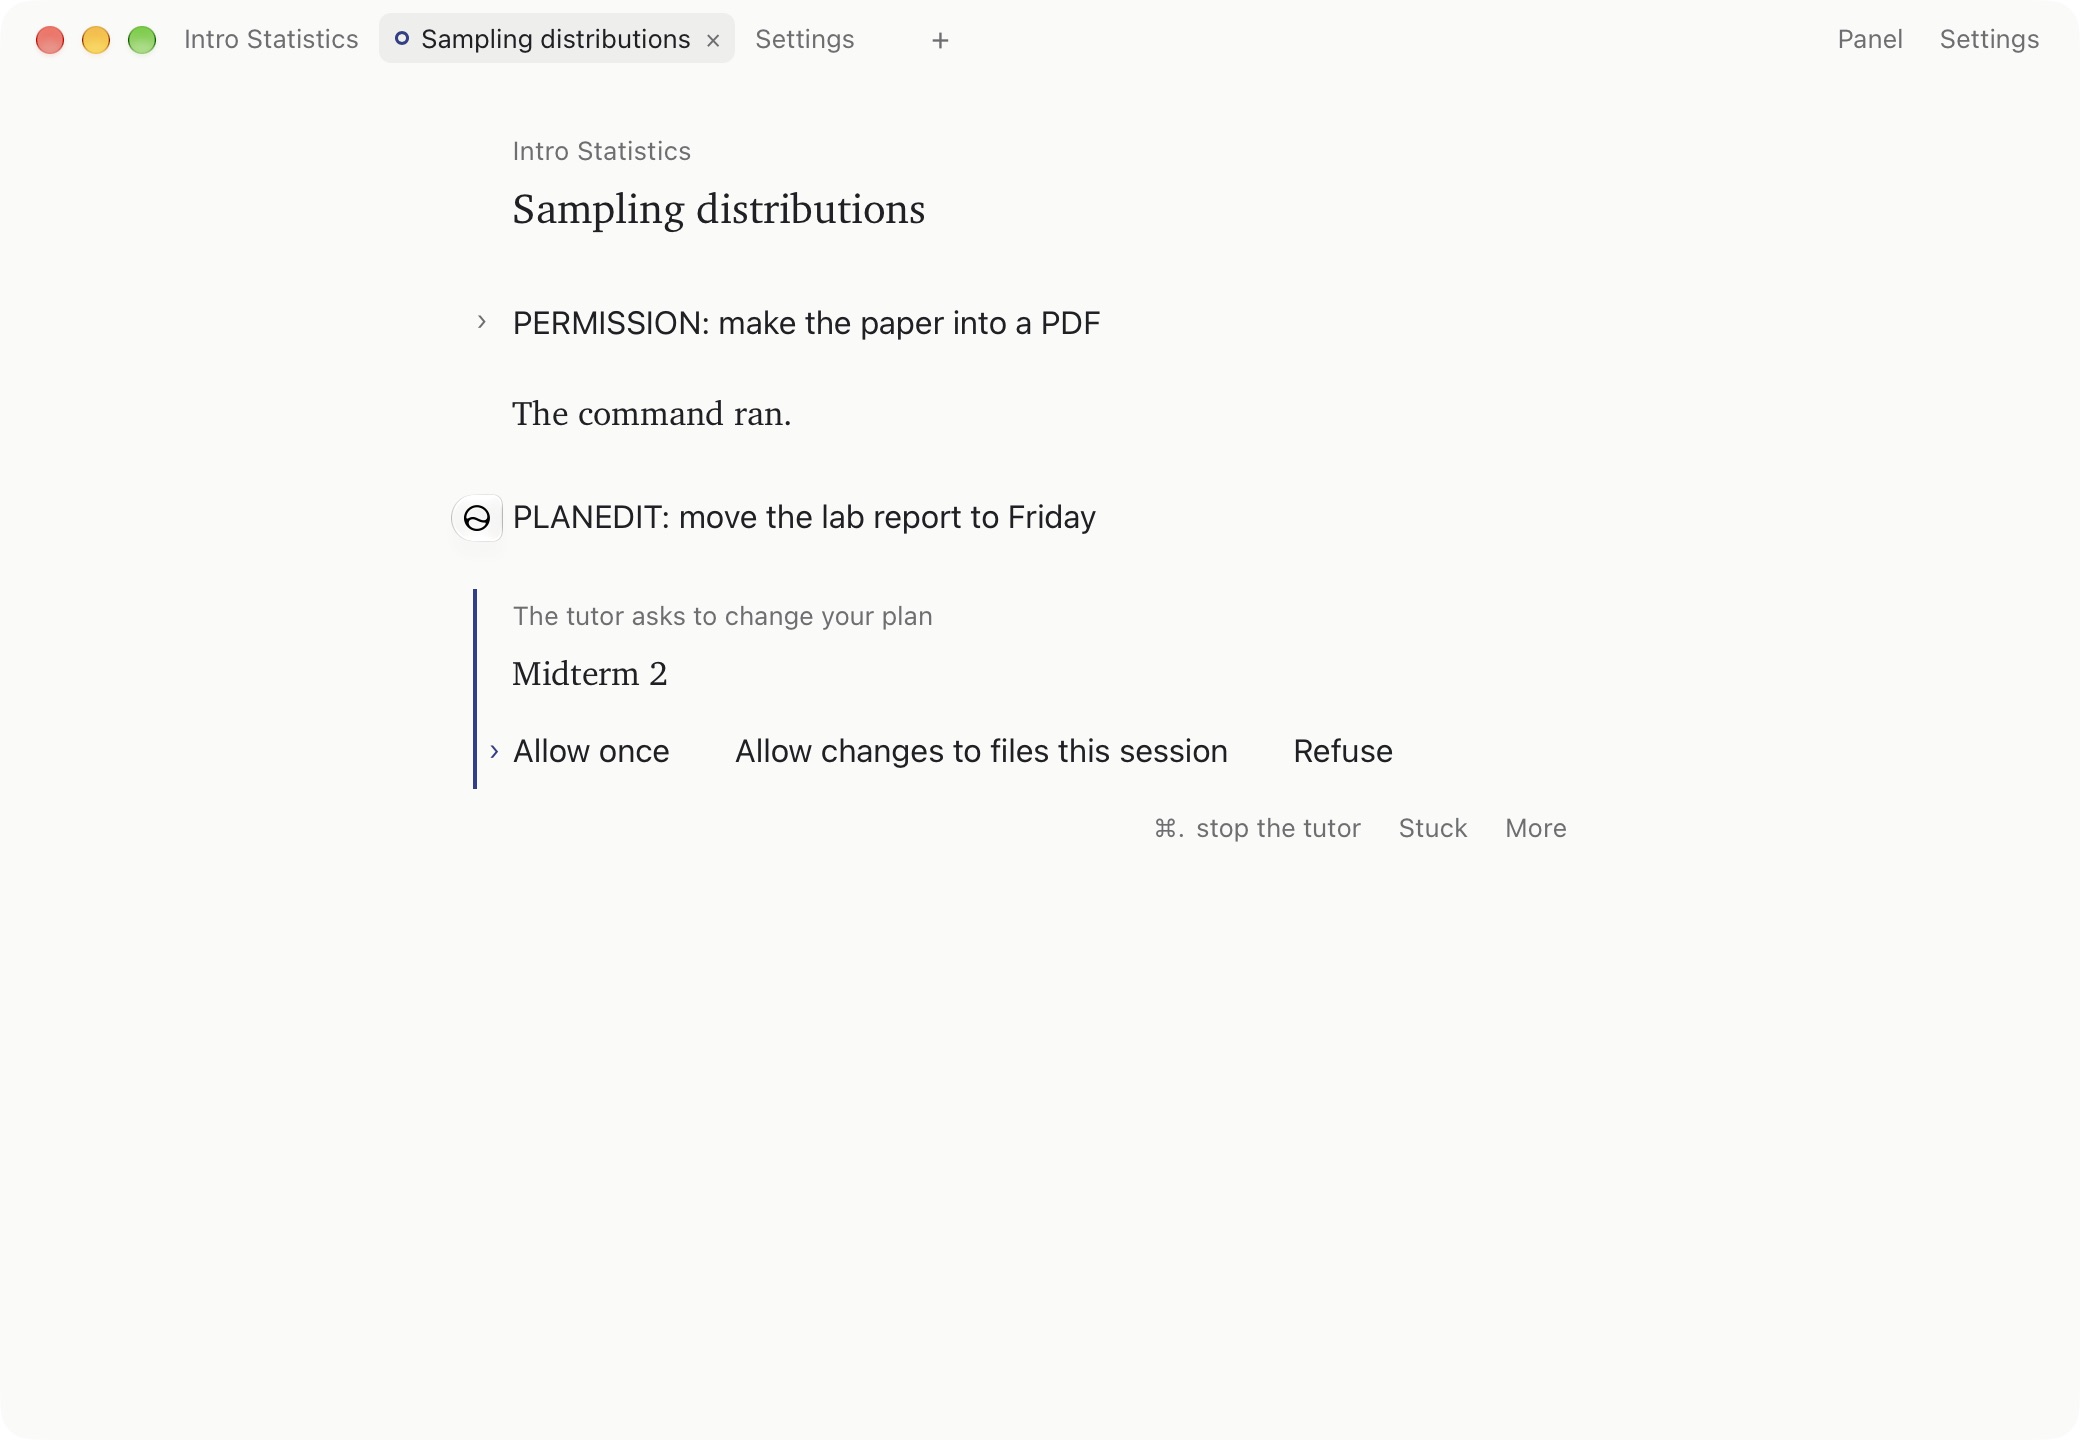 Intro Statistics
Sampling distributions ×
Settings
+
Panel
Settings
Intro Statistics
Sampling distributions
› PERMISSION: make the paper into a PDF
The command ran.
PLANEDIT: move the lab report to Friday
The tutor asks to change your plan
Midterm 2
› Allow once Allow changes to files this session Refuse
⌘. stop the tutor Stuck More